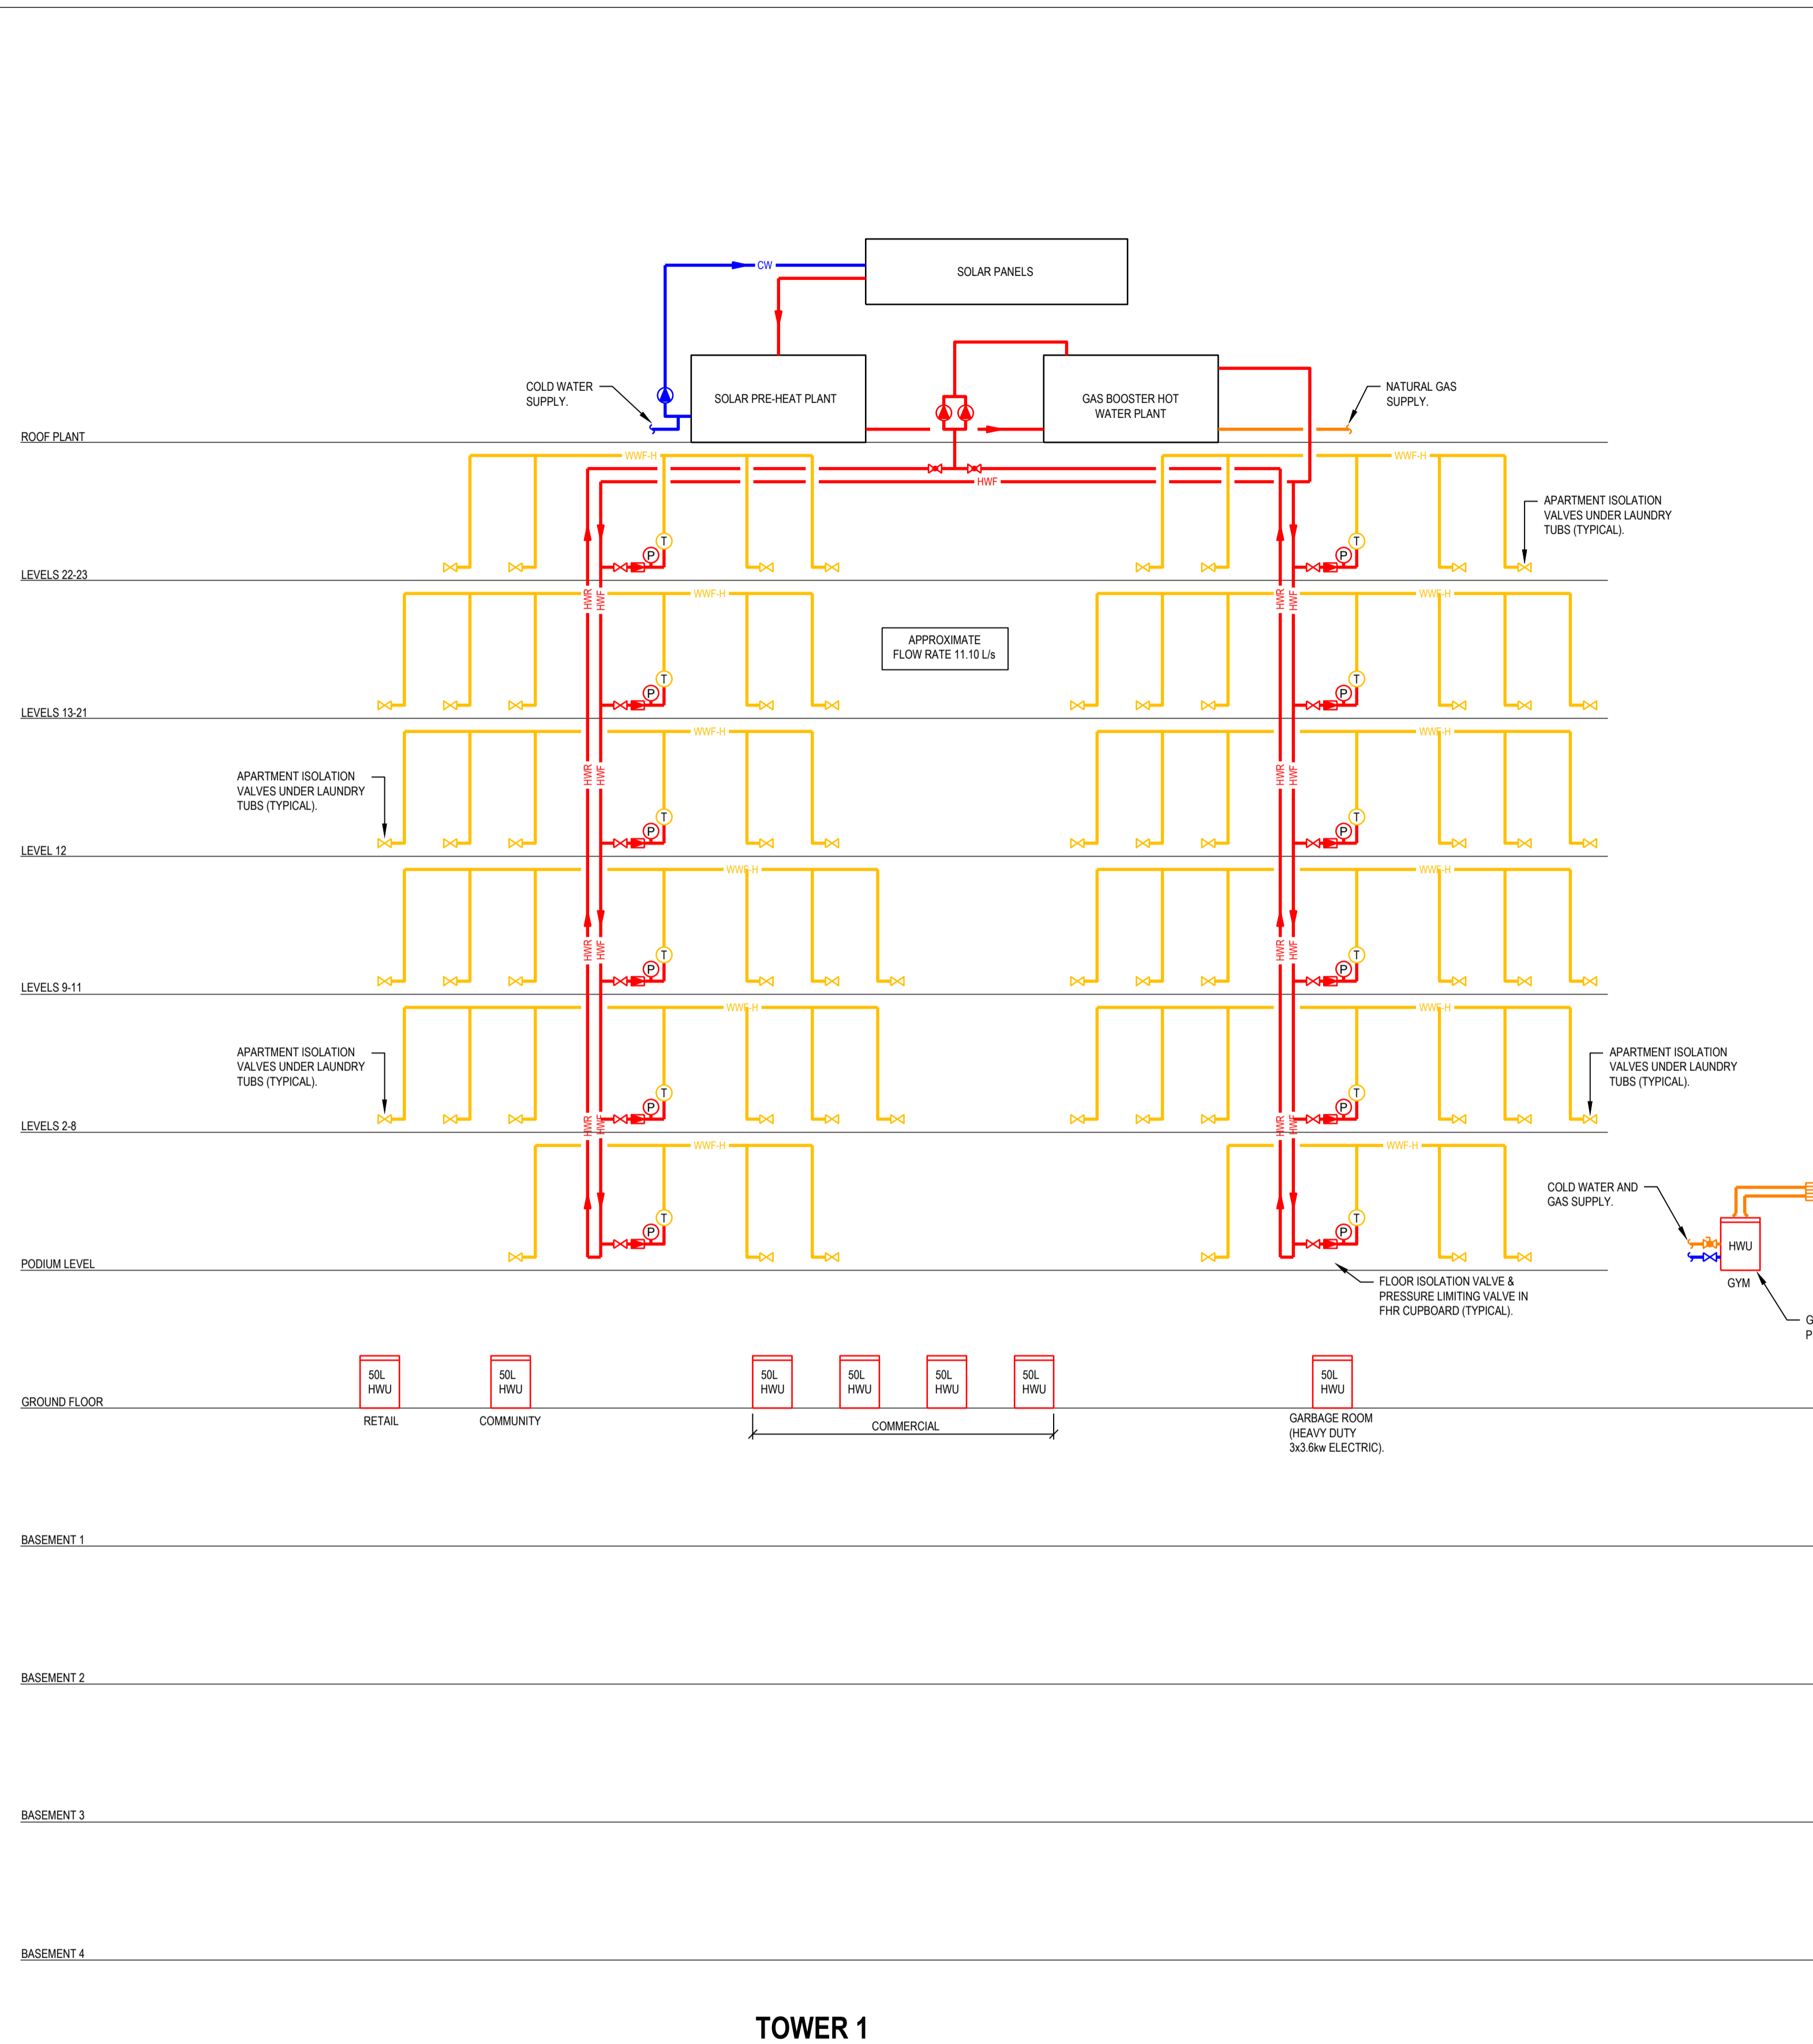 SOLAR PANELS
CW
COLD WATER
SUPPLY.
SOLAR PRE-HEAT PLANT
GAS BOOSTER HOT
WATER PLANT
NATURAL GAS
SUPPLY.
ROOF PLANT
WWF-H
WWF-H
HWF
APARTMENT ISOLATION
VALVES UNDER LAUNDRY
TUBS (TYPICAL).
P
T
P
T
LEVELS 22-23
HWR
HWF
WWF-H
HWR
HWF
WWF-H
APPROXIMATE
FLOW RATE 11.10 L/s
P
T
P
T
LEVELS 13-21
WWF-H
WWF-H
HWR
HWF
HWR
HWF
APARTMENT ISOLATION
VALVES UNDER LAUNDRY
TUBS (TYPICAL).
P
T
P
T
LEVEL 12
WWF-H
WWF-H
HWR
HWF
HWR
HWF
P
T
P
T
LEVELS 9-11
WWF-H
WWF-H
APARTMENT ISOLATION
VALVES UNDER LAUNDRY
TUBS (TYPICAL).
APARTMENT ISOLATION
VALVES UNDER LAUNDRY
TUBS (TYPICAL).
P
T
P
T
LEVELS 2-8
HWR
HWF
HWR
HWF
WWF-H
WWF-H
COLD WATER AND
GAS SUPPLY.
P
T
P
T
HWU
PODIUM LEVEL
GYM
FLOOR ISOLATION VALVE &
PRESSURE LIMITING VALVE IN
FHR CUPBOARD (TYPICAL).
G
P
50L
HWU
50L
HWU
50L
HWU
50L
HWU
50L
HWU
50L
HWU
50L
HWU
GROUND FLOOR
RETAIL
COMMUNITY
COMMERCIAL
GARBAGE ROOM
(HEAVY DUTY
3x3.6kw ELECTRIC).
BASEMENT 1
BASEMENT 2
BASEMENT 3
BASEMENT 4
TOWER 1